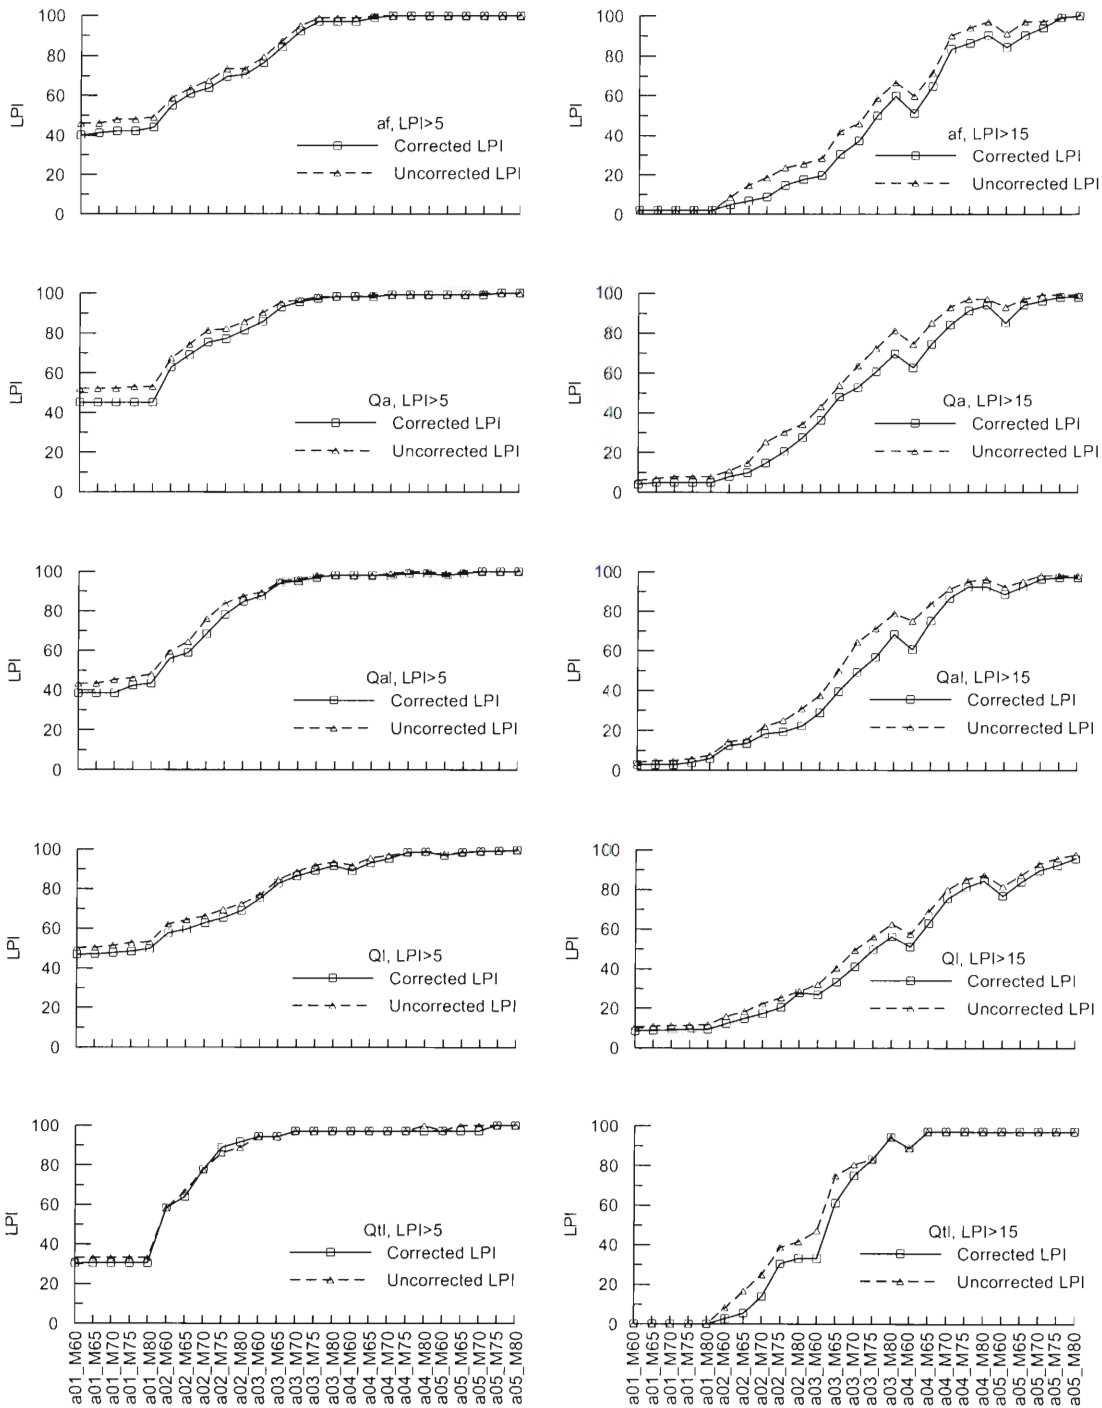 100
80
60
40
20
0
LPI
af, LPI>5
Corrected LPI
Uncorrected LPI
100
80
60
40
20
0
LPI
af, LPI>15
Corrected LPI
Uncorrected LPI
100
80
60
40
20
0
LPI
Qa, LPI>5
Corrected LPI
Uncorrected LPI
100
80
60
40
20
0
LPI
Qa, LPI>15
Corrected LPI
Uncorrected LPI
100
80
60
40
20
0
LPI
Qal, LPI>5
Corrected LPI
Uncorrected LPI
100
80
60
40
20
0
LPI
Qal, LPI>15
Corrected LPI
Uncorrected LPI
100
80
60
40
20
0
LPI
Ql, LPI>5
Corrected LPI
Uncorrected LPI
100
80
60
40
20
0
LPI
Ql, LPI>15
Corrected LPI
Uncorrected LPI
100
80
60
40
20
0
LPI
Qtl, LPI>5
Corrected LPI
Uncorrected LPI
a01_M60
a01_M65
a01_M70
a01_M75
a01_M80
a02_M60
a02_M65
a02_M70
a02_M75
a02_M80
a03_M60
a03_M65
a03_M70
a03_M75
a03_M80
a04_M60
a04_M65
a04_M70
a04_M75
a04_M80
a05_M60
a05_M65
a05_M70
a05_M75
a05_M80
100
80
60
40
20
0
LPI
Qtl, LPI>15
Corrected LPI
Uncorrected LPI
a01_M60
a01_M65
a01_M70
a01_M75
a01_M80
a02_M60
a02_M65
a02_M70
a02_M75
a02_M80
a03_M60
a03_M65
a03_M70
a03_M75
a03_M80
a04_M60
a04_M65
a04_M70
a04_M75
a04_M80
a05_M60
a05_M65
a05_M70
a05_M75
a05_M80